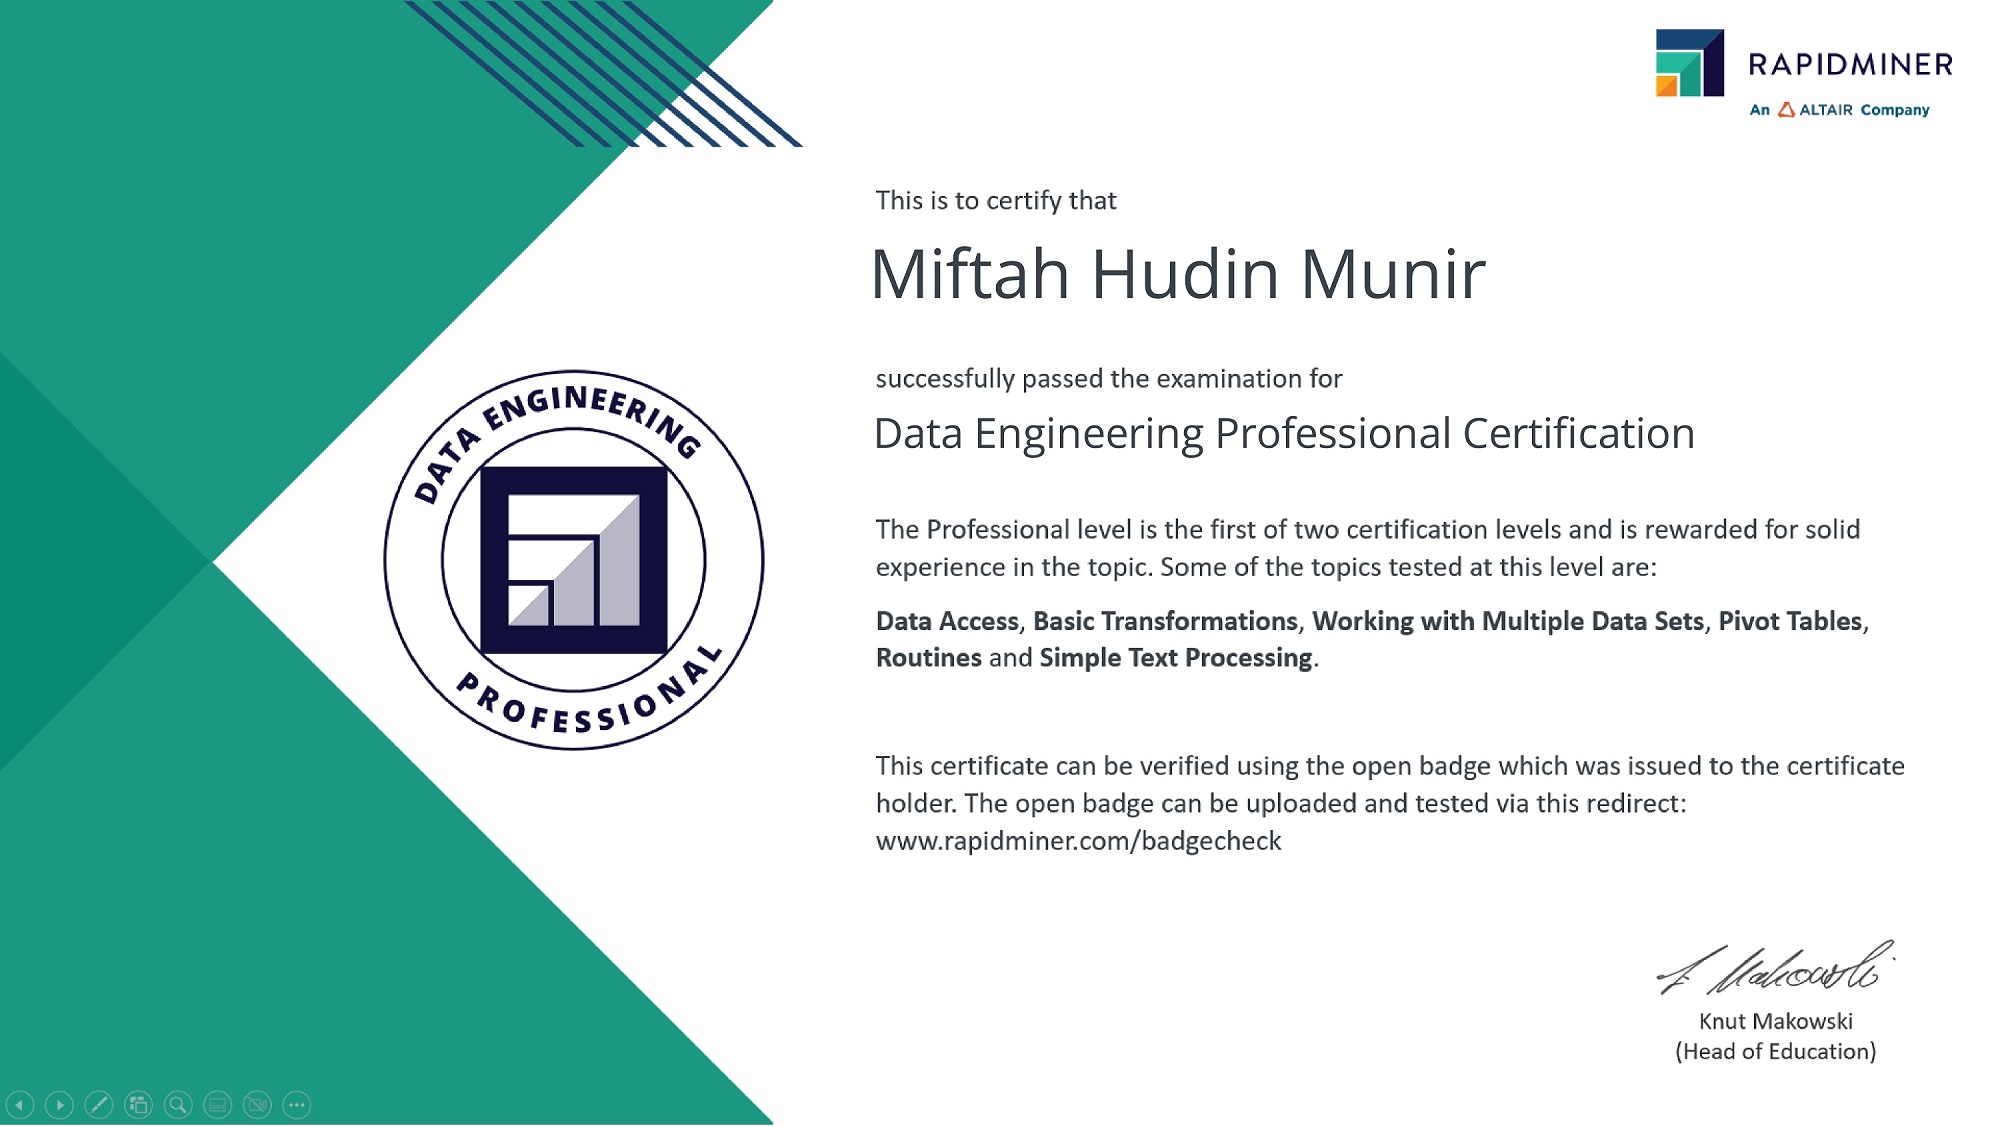 RAPIDMINER
An ALTAIR Company
This is to certify that
Miftah Hudin Munir
successfully passed the examination for
Data Engineering Professional Certification
DATA ENGINEERING
PROFESSIONAL
The Professional level is the first of two certification levels and is rewarded for solid
experience in the topic. Some of the topics tested at this level are:
Data Access, Basic Transformations, Working with Multiple Data Sets, Pivot Tables,
Routines and Simple Text Processing.
This certificate can be verified using the open badge which was issued to the certificate
holder. The open badge can be uploaded and tested via this redirect:
www.rapidminer.com/badgecheck
Knut Makowski
(Head of Education)